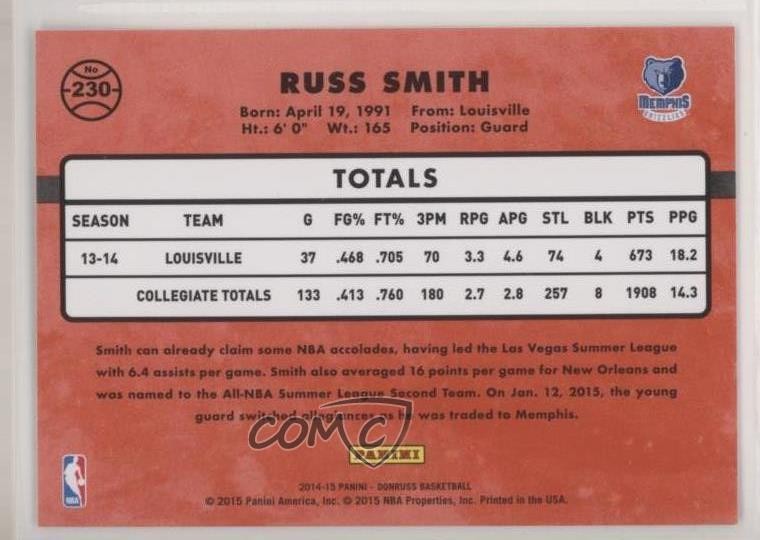 No
230
RUSS SMITH
Born: April 19, 1991 From: Louisville
Ht.: 6' 0" Wt.: 165 Position: Guard
MEMPHIS
GRIZZLIES
TOTALS
SEASON TEAM G FG% FT% 3PM RPG APG STL BLK PTS PPG
13-14 LOUISVILLE 37 .468 .705 70 3.3 4.6 74 4 673 18.2
COLLEGIATE TOTALS 133 .413 .760 180 2.7 2.8 257 8 1908 14.3
Smith can already claim some NBA accolades, having led the Las Vegas Summer League
with 6.4 assists per game. Smith also averaged 16 points per game for New Orleans and
was named to the All-NBA Summer League Second Team. On Jan. 12, 2015, the young
guard switched allegiances as he was traded to Memphis.
COMC
PANINI
NBA
2014-15 PANINI - DONRUSS BASKETBALL
© 2015 Panini America, Inc. © 2015 NBA Properties, Inc. Printed in the USA.